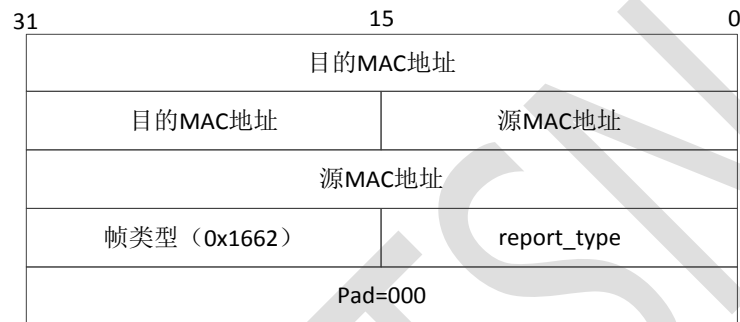 31 15 0
目的MAC地址
目的MAC地址 源MAC地址
源MAC地址
帧类型（0x1662） report_type
Pad=000
TSN